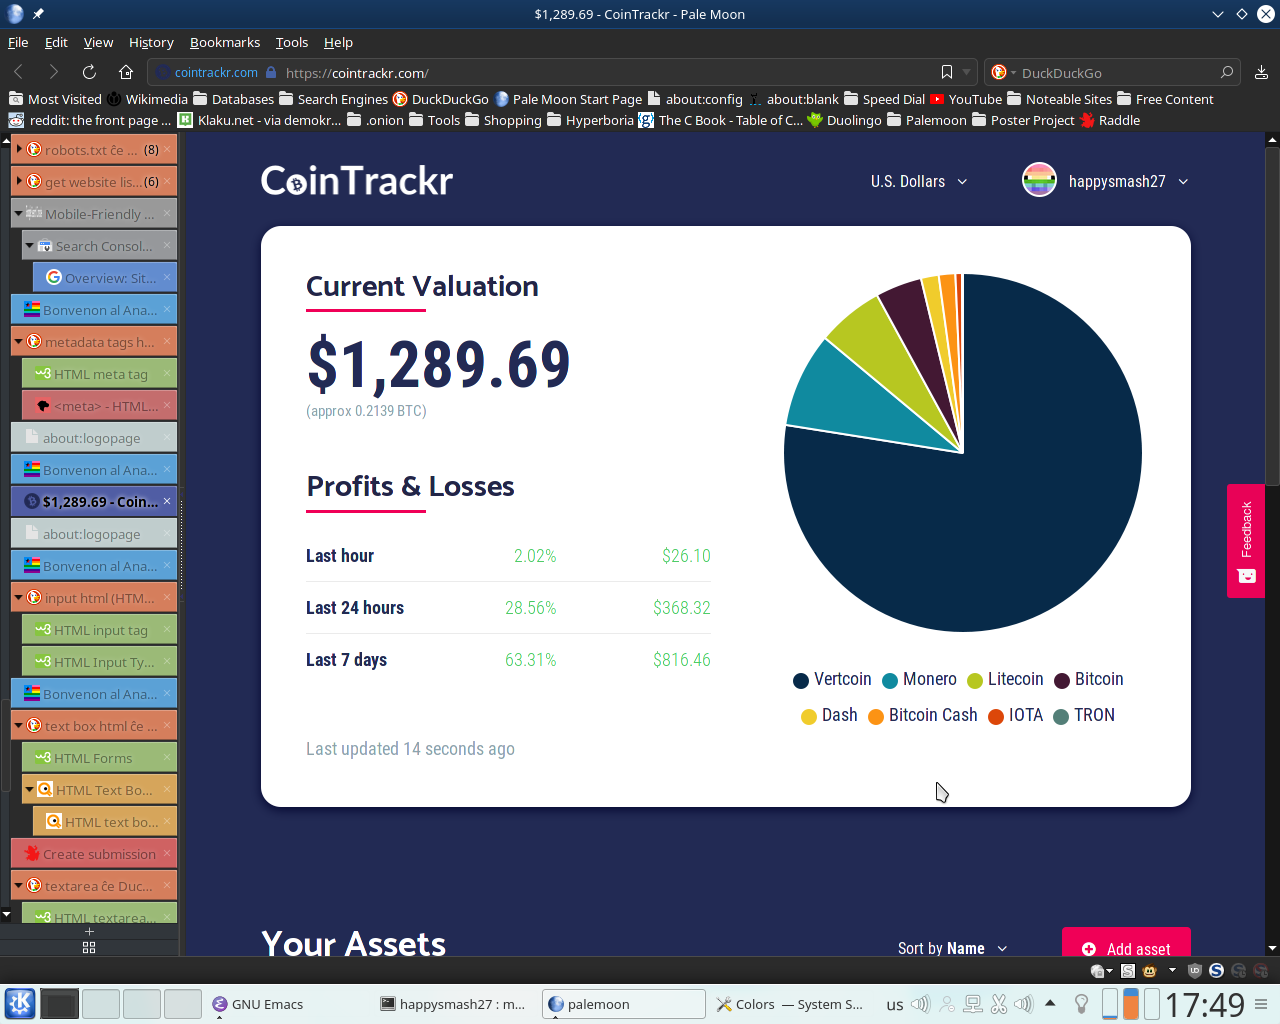 $1,289.69 - CoinTrackr - Pale Moon
File Edit View History Bookmarks Tools Help
cointrackr.com https://cointrackr.com/ DuckDuckGo
Most Visited Wikimedia Databases Search Engines DuckDuckGo Pale Moon Start Page about:config about:blank Speed Dial YouTube Noteable Sites Free Content
reddit: the front page ... Klaku.net - via demokr... .onion Tools Shopping Hyperboria The C Book - Table of C... Duolingo Palemoon Poster Project Raddle
robots.txt ĉe ... (8)
get website lis... (6)
Mobile-Friendly ...
Search Consol...
Overview: Sit...
Bonvenon al Ana...
metadata tags h...
HTML meta tag
<meta> - HTML...
about:logopage
Bonvenon al Ana...
$1,289.69 - Coin...
about:logopage
Bonvenon al Ana...
input html (HTM...
HTML input tag
HTML Input Ty...
Bonvenon al Ana...
text box html ĉe ...
HTML Forms
HTML Text Bo...
HTML text bo...
Create submission
textarea ĉe Duc...
HTML textarea...
CoinTrackr
U.S. Dollars
happysmash27
Current Valuation
$1,289.69
(approx 0.2139 BTC)
Profits & Losses
Last hour 2.02% $26.10
Last 24 hours 28.56% $368.32
Last 7 days 63.31% $816.46
Last updated 14 seconds ago
Vertcoin Monero Litecoin Bitcoin
Dash Bitcoin Cash IOTA TRON
Feedback
Your Assets
Sort by Name
Add asset
GNU Emacs
happysmash27 : m...
palemoon
Colors — System S...
us
17:49